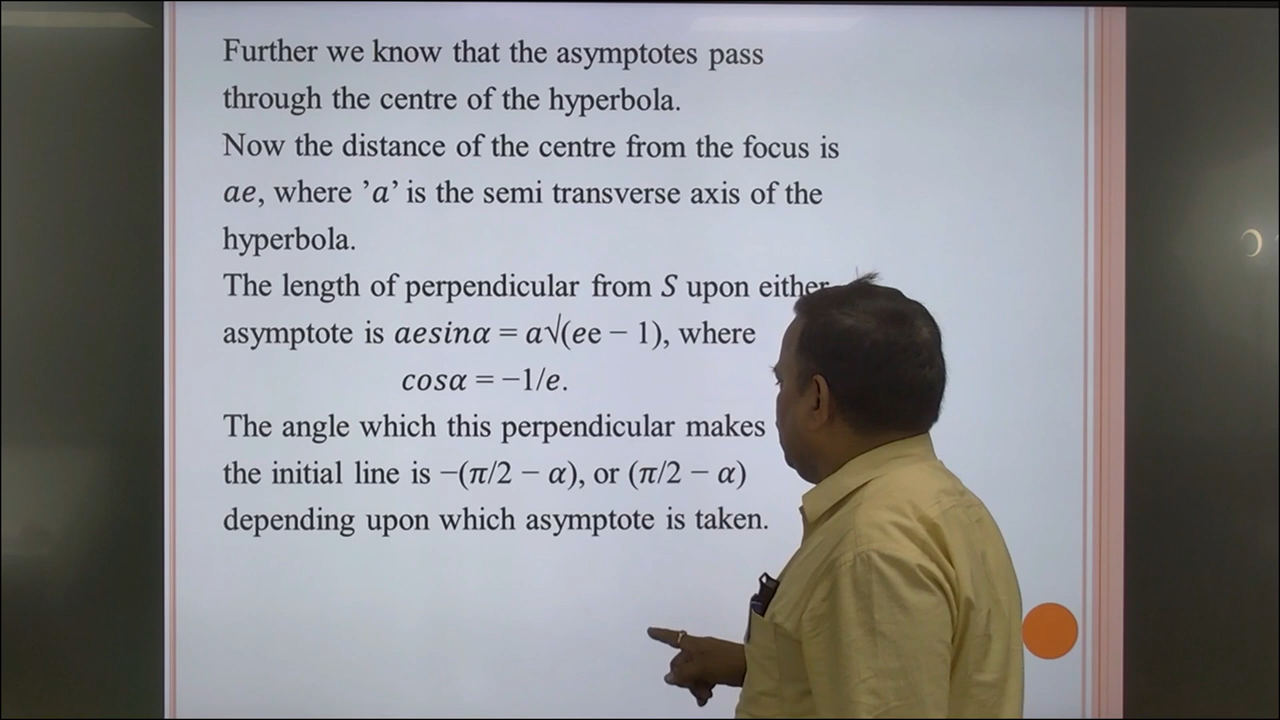 Further we know that the asymptotes pass
through the centre of the hyperbola.
Now the distance of the centre from the focus is
ae, where ’a’ is the semi transverse axis of the
hyperbola.
The length of perpendicular from S upon either
asymptote is aesinα = a√(ee − 1), where
cosα = −1/e.
The angle which this perpendicular makes
the initial line is −(π/2 − α), or (π/2 − α)
depending upon which asymptote is taken.